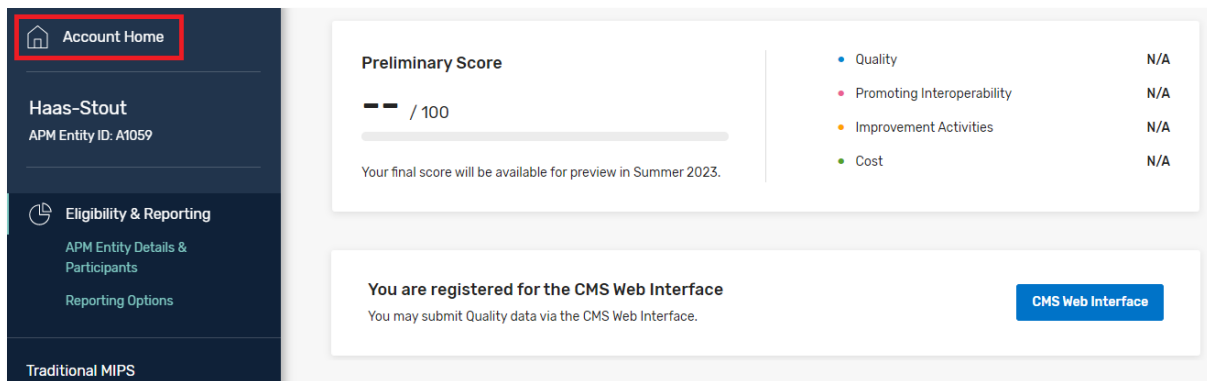 Account Home
Haas-Stout
APM Entity ID: A1059
Eligibility & Reporting
APM Entity Details &
Participants
Reporting Options
Traditional MIPS
Preliminary Score
-- / 100
Your final score will be available for preview in Summer 2023.
Quality N/A
Promoting Interoperability N/A
Improvement Activities N/A
Cost N/A
You are registered for the CMS Web Interface
You may submit Quality data via the CMS Web Interface.
CMS Web Interface